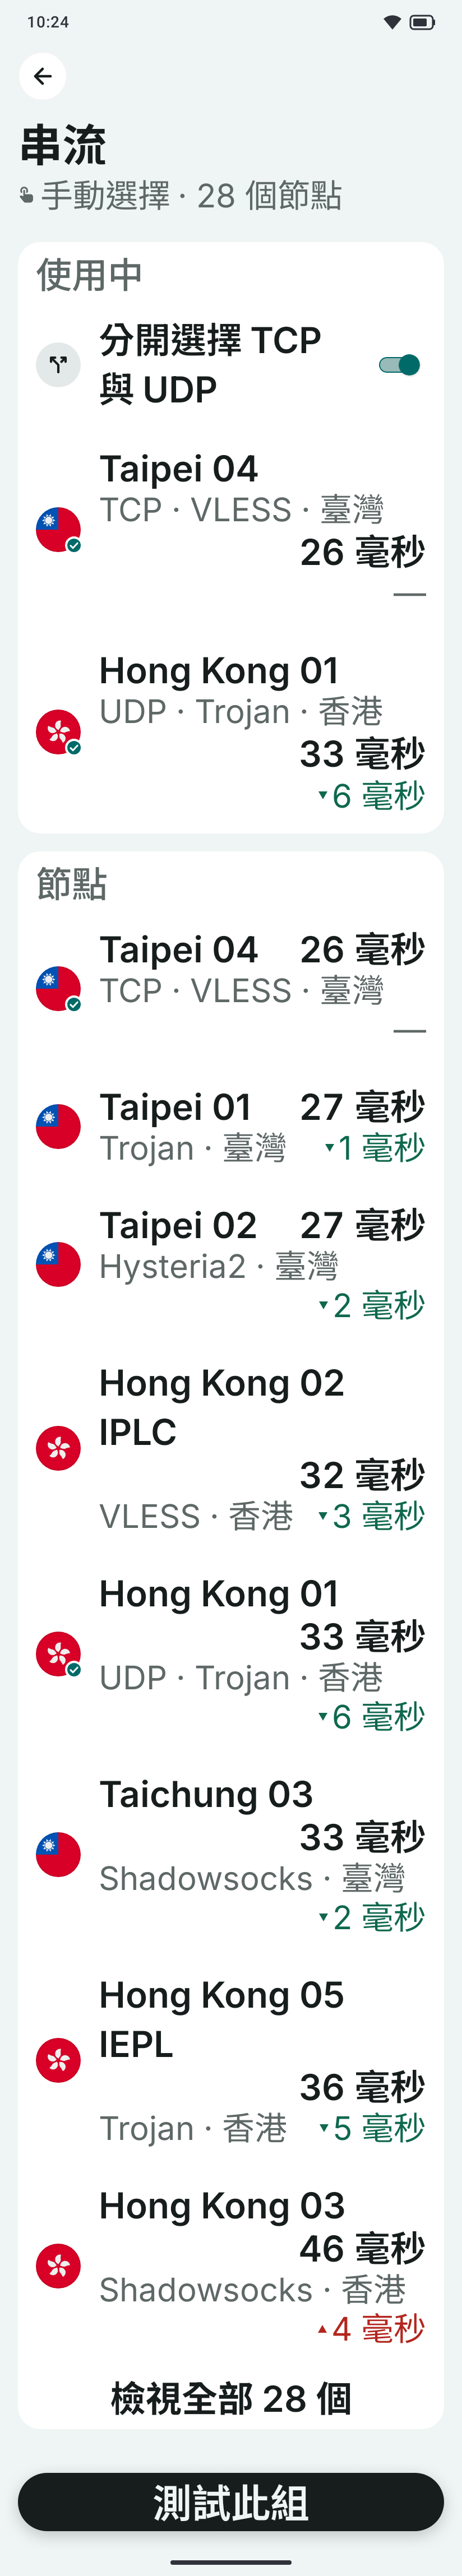 10:24
串流
手動選擇 · 28 個節點
使用中
分開選擇 TCP
與 UDP
Taipei 04
TCP · VLESS · 臺灣
26 毫秒
—
Hong Kong 01
UDP · Trojan · 香港
33 毫秒
▼6 毫秒
節點
Taipei 04 26 毫秒
TCP · VLESS · 臺灣
—
Taipei 01 27 毫秒
Trojan · 臺灣 ▼1 毫秒
Taipei 02 27 毫秒
Hysteria2 · 臺灣
▼2 毫秒
Hong Kong 02
IPLC
32 毫秒
VLESS · 香港 ▼3 毫秒
Hong Kong 01
33 毫秒
UDP · Trojan · 香港
▼6 毫秒
Taichung 03
33 毫秒
Shadowsocks · 臺灣
▼2 毫秒
Hong Kong 05
IEPL
36 毫秒
Trojan · 香港 ▼5 毫秒
Hong Kong 03
46 毫秒
Shadowsocks · 香港
▲4 毫秒
檢視全部 28 個
測試此組